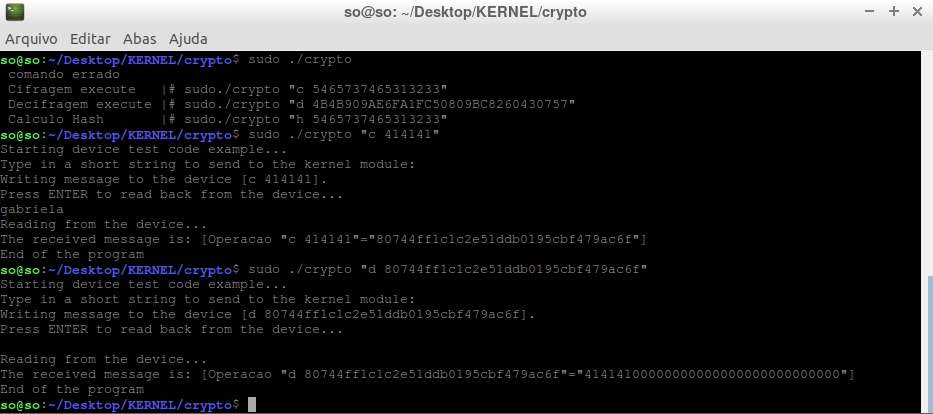 so@so: ~/Desktop/KERNEL/crypto
Arquivo Editar Abas Ajuda
so@so:~/Desktop/KERNEL/crypto$ sudo ./crypto
 comando errado
 Cifragem execute   |# sudo./crypto "c 5465737465313233"
 Decifragem execute |# sudo./crypto "d 4B4B909AE6FA1FC50809BC8260430757"
 Calculo Hash       |# sudo./crypto "h 5465737465313233"
so@so:~/Desktop/KERNEL/crypto$ sudo ./crypto "c 414141"
Starting device test code example...
Type in a short string to send to the kernel module:
Writing message to the device [c 414141].
Press ENTER to read back from the device...
gabriela
Reading from the device...
The received message is: [Operacao "c 414141"="80744ff1c1c2e51ddb0195cbf479ac6f"]
End of the program
so@so:~/Desktop/KERNEL/crypto$ sudo ./crypto "d 80744ff1c1c2e51ddb0195cbf479ac6f"
Starting device test code example...
Type in a short string to send to the kernel module:
Writing message to the device [d 80744ff1c1c2e51ddb0195cbf479ac6f].
Press ENTER to read back from the device...
Reading from the device...
The received message is: [Operacao "d 80744ff1c1c2e51ddb0195cbf479ac6f"="41414100000000000000000000000000"]
End of the program
so@so:~/Desktop/KERNEL/crypto$